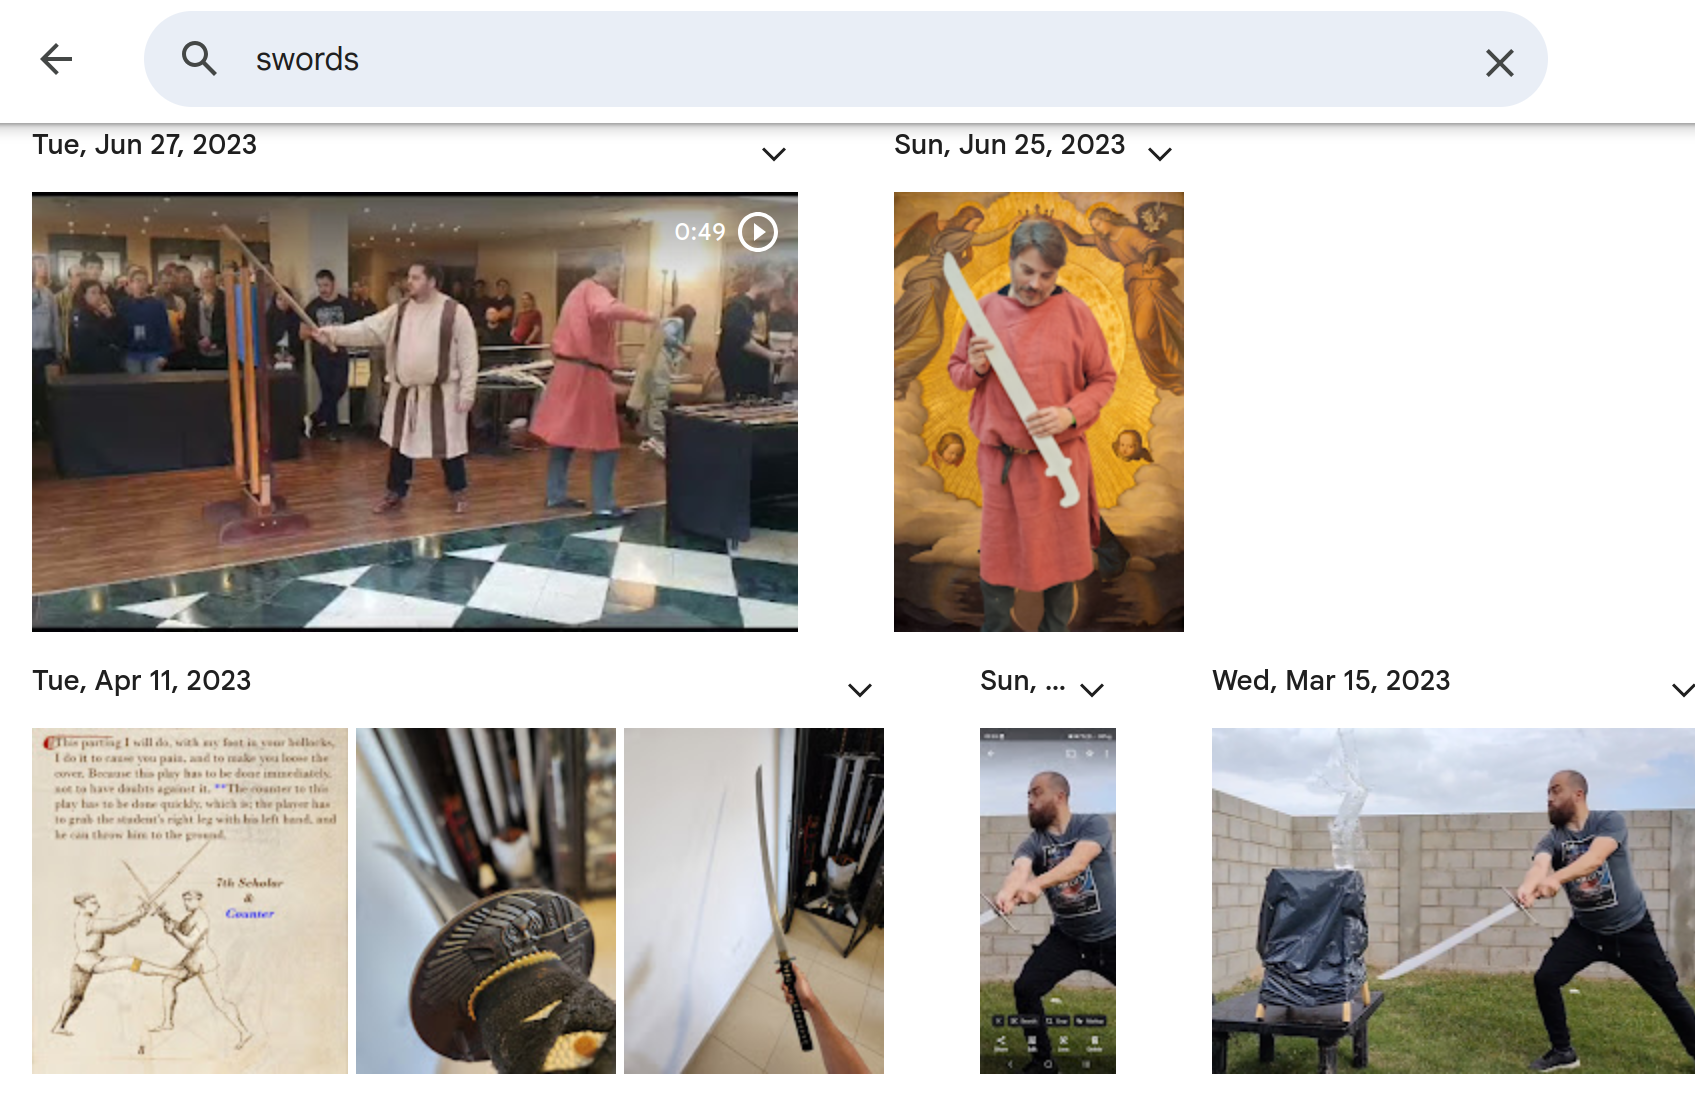 swords
Tue, Jun 27, 2023
Sun, Jun 25, 2023
0:49
Tue, Apr 11, 2023
Sun, ...
Wed, Mar 15, 2023
This parting I will do, with my foot in your bollocks,
I do it to cause you pain, and to make you loose the
cover. Because this play has to be done immediately,
not to have doubts against it. **The counter to this
play has to be done quickly, which is; the player has
to grab the student's right leg with his left hand, and
he can throw him to the ground.
7th Scholar
&
Counter